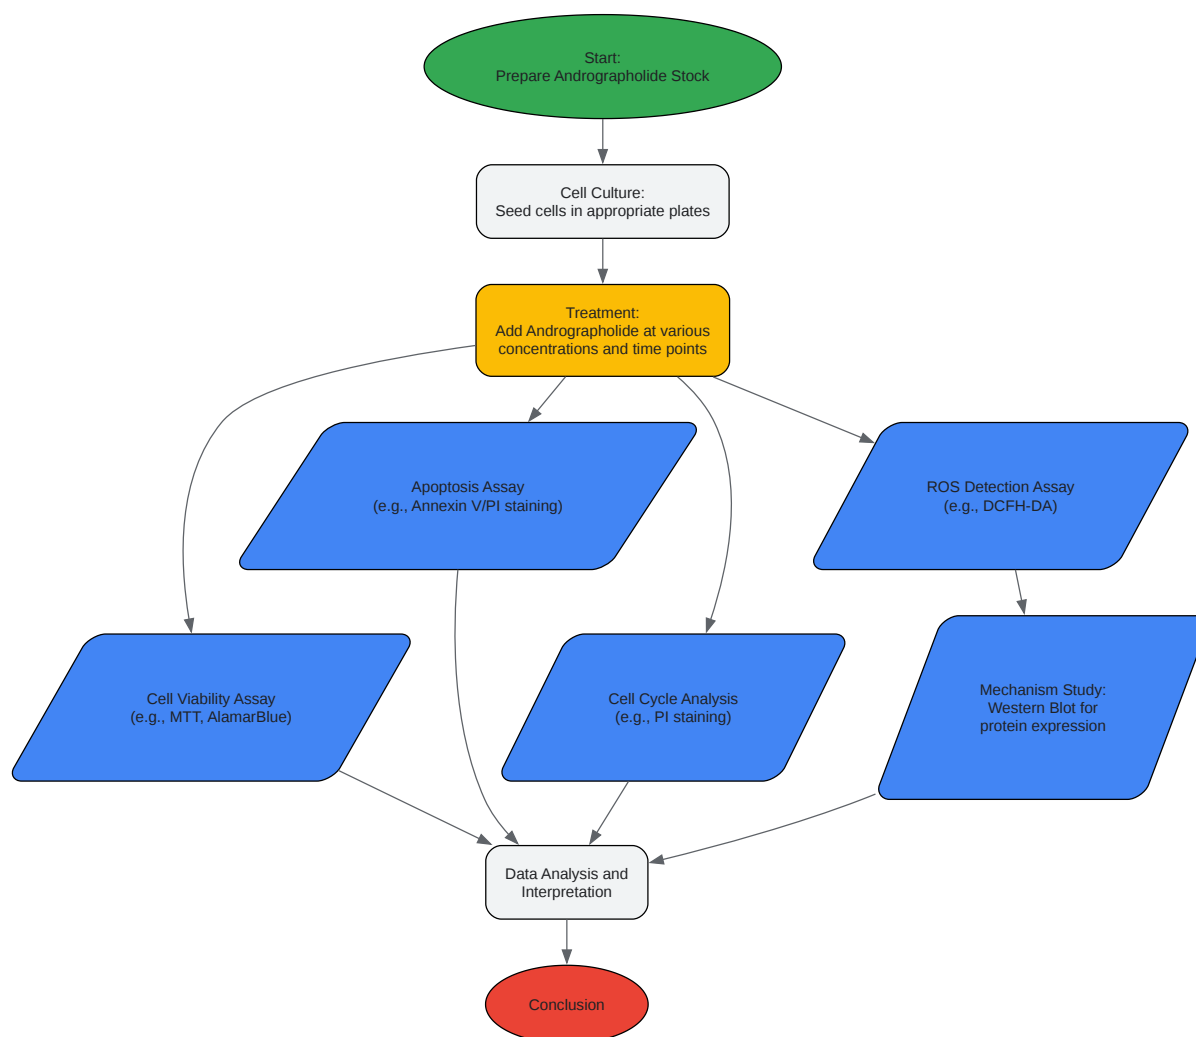 Start:
Prepare Andrographolide Stock
Cell Culture:
Seed cells in appropriate plates
Treatment:
Add Andrographolide at various
concentrations and time points
Apoptosis Assay
(e.g., Annexin V/PI staining)
ROS Detection Assay
(e.g., DCFH-DA)
Cell Viability Assay
(e.g., MTT, AlamarBlue)
Cell Cycle Analysis
(e.g., PI staining)
Mechanism Study:
Western Blot for
protein expression
Data Analysis and
Interpretation
Conclusion